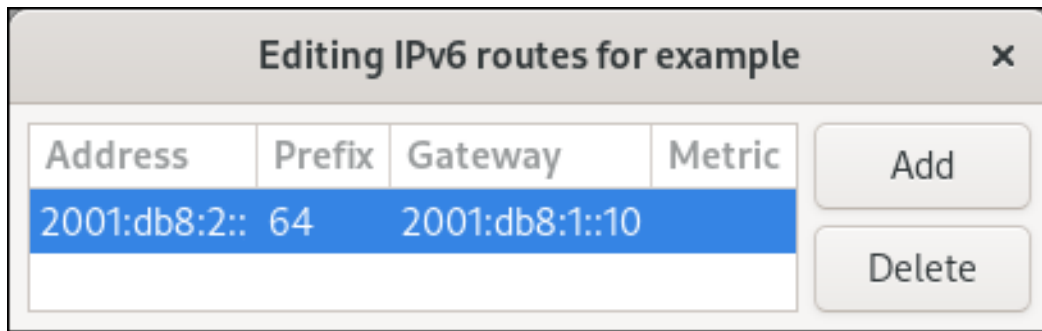 Editing IPv6 routes for example ×
Address Prefix Gateway Metric
Add
2001:db8:2:: 64 2001:db8:1::10
Delete